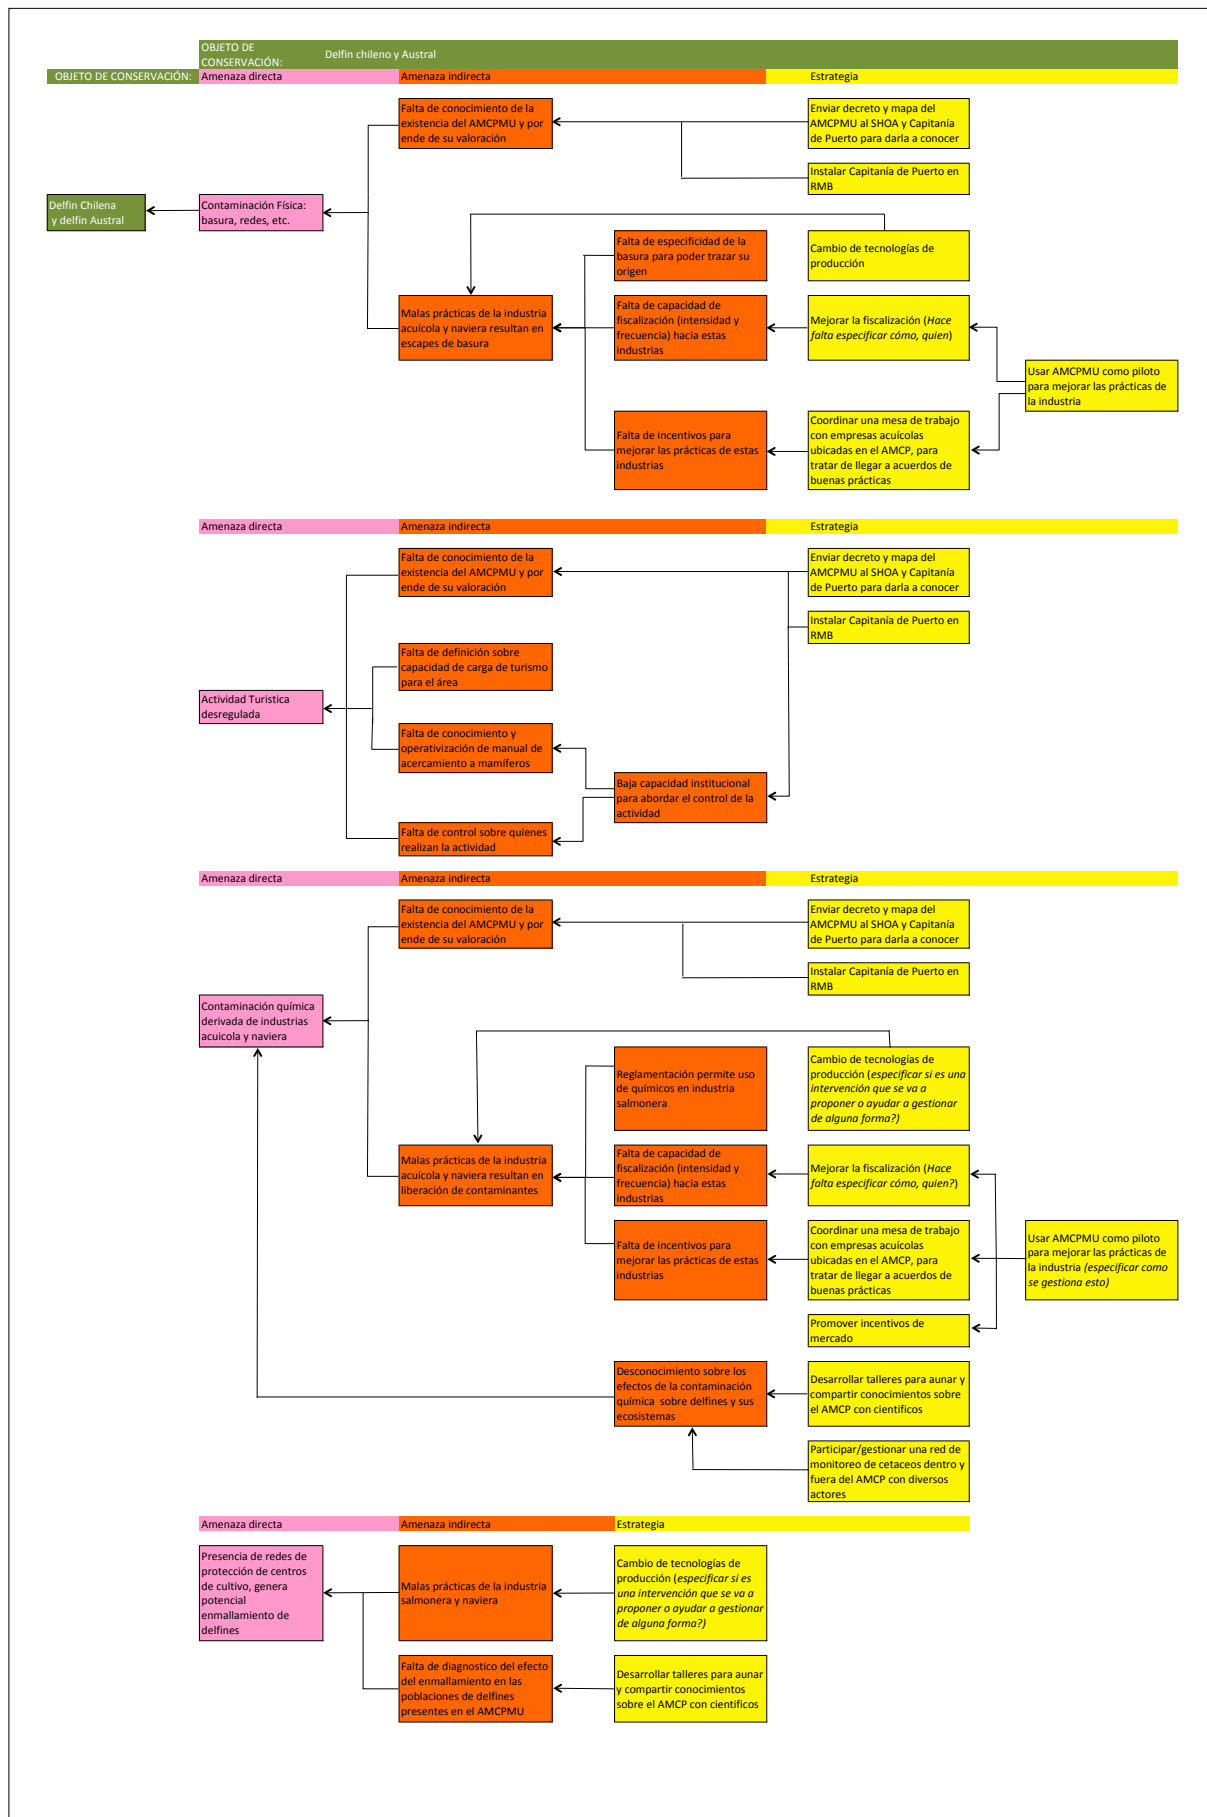 OBJETO DE
CONSERVACIÓN:
Delfin chileno y Austral
OBJETO DE CONSERVACIÓN:
Amenaza directa
Amenaza indirecta
Estrategia
Falta de conocimiento de la
existencia del AMCPMU y por
ende de su valoración
Enviar decreto y mapa del
AMCPMU al SHOA y Capitanía
de Puerto para darla a conocer
Instalar Capitanía de Puerto en
RMB
Delfin Chilena
y delfin Austral
Contaminación Física:
basura, redes, etc.
Falta de especificidad de la
basura para poder trazar su
origen
Cambio de tecnologías de
producción
Malas prácticas de la industria
acuícola y naviera resultan en
escapes de basura
Falta de capacidad de
fiscalización (intensidad y
frecuencia) hacia estas
industrias
Mejorar la fiscalización (Hace
falta especificar cómo, quien)
Usar AMCPMU como piloto
para mejorar las prácticas de
la industria
Falta de incentivos para
mejorar las prácticas de estas
industrias
Coordinar una mesa de trabajo
con empresas acuícolas
ubicadas en el AMCP, para
tratar de llegar a acuerdos de
buenas prácticas
Amenaza directa
Amenaza indirecta
Estrategia
Falta de conocimiento de la
existencia del AMCPMU y por
ende de su valoración
Enviar decreto y mapa del
AMCPMU al SHOA y Capitanía
de Puerto para darla a conocer
Instalar Capitanía de Puerto en
RMB
Falta de definición sobre
capacidad de carga de turismo
para el área
Actividad Turistica
desregulada
Falta de conocimiento y
operativización de manual de
acercamiento a mamíferos
Baja capacidad institucional
para abordar el control de la
actividad
Falta de control sobre quienes
realizan la actividad
Amenaza directa
Amenaza indirecta
Estrategia
Falta de conocimiento de la
existencia del AMCPMU y por
ende de su valoración
Enviar decreto y mapa del
AMCPMU al SHOA y Capitanía
de Puerto para darla a conocer
Instalar Capitanía de Puerto en
RMB
Contaminación química
derivada de industrias
acuicola y naviera
Reglamentación permite uso
de químicos en industria
salmonera
Cambio de tecnologías de
producción (especificar si es una
intervención que se va a
proponer o ayudar a gestionar
de alguna forma?)
Malas prácticas de la industria
acuícola y naviera resultan en
liberación de contaminantes
Falta de capacidad de
fiscalización (intensidad y
frecuencia) hacia estas
industrias
Mejorar la fiscalización (Hace
falta especificar cómo, quien?)
Falta de incentivos para
mejorar las prácticas de estas
industrias
Coordinar una mesa de trabajo
con empresas acuícolas
ubicadas en el AMCP, para
tratar de llegar a acuerdos de
buenas prácticas
Usar AMCPMU como piloto
para mejorar las prácticas de
la industria (especificar como
se gestiona esto)
Promover incentivos de
mercado
Desconocimiento sobre los
efectos de la contaminación
química sobre delfines y sus
ecosistemas
Desarrollar talleres para aunar y
compartir conocimientos sobre
el AMCP con cientificos
Participar/gestionar una red de
monitoreo de cetaceos dentro y
fuera del AMCP con diversos
actores
Amenaza directa
Amenaza indirecta
Estrategia
Presencia de redes de
protección de centros
de cultivo, genera
potencial
enmallamiento de
delfines
Malas prácticas de la industria
salmonera y naviera
Cambio de tecnologías de
producción (especificar si es
una intervención que se va a
proponer o ayudar a gestionar
de alguna forma?)
Falta de diagnostico del efecto
del enmallamiento en las
poblaciones de delfines
presentes en el AMCPMU
Desarrollar talleres para aunar
y compartir conocimientos
sobre el AMCP con cientificos